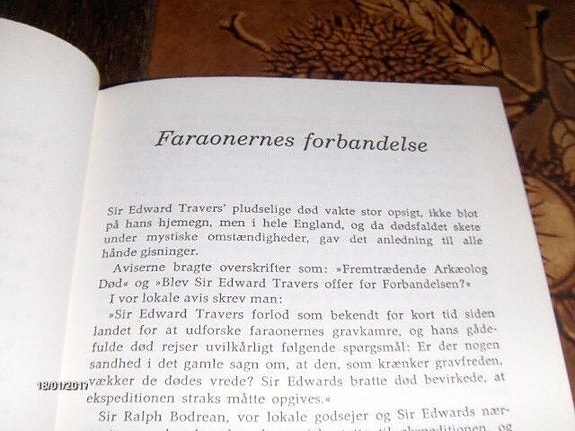 Faraonernes forbandelse
Sir Edward Travers' pludselige død vakte stor opsigt, ikke blot
på hans hjemegn, men i hele England, og da dødsfaldet skete
under mystiske omstændigheder, gav det anledning til alle
hånde gisninger.
Aviserne bragte overskrifter som: »Fremtrædende Arkæolog
Død« og »Blev Sir Edward Travers offer for Forbandelsen?«
I vor lokale avis skrev man:
»Sir Edward Travers forlod som bekendt for kort tid siden
landet for at udforske faraonernes gravkamre, og hans gåde-
fulde død rejser uvilkårligt følgende spørgsmål: Er der nogen
sandhed i det gamle sagn om, at den, som krænker gravfreden,
vækker de dødes vrede? Sir Edwards bratte død bevirkede, at
ekspeditionen straks måtte opgives.«
Sir Ralph Bodrean, vor lokale godsejer og Sir Edwards nær-
til ekspeditionen, og
18/01/2017